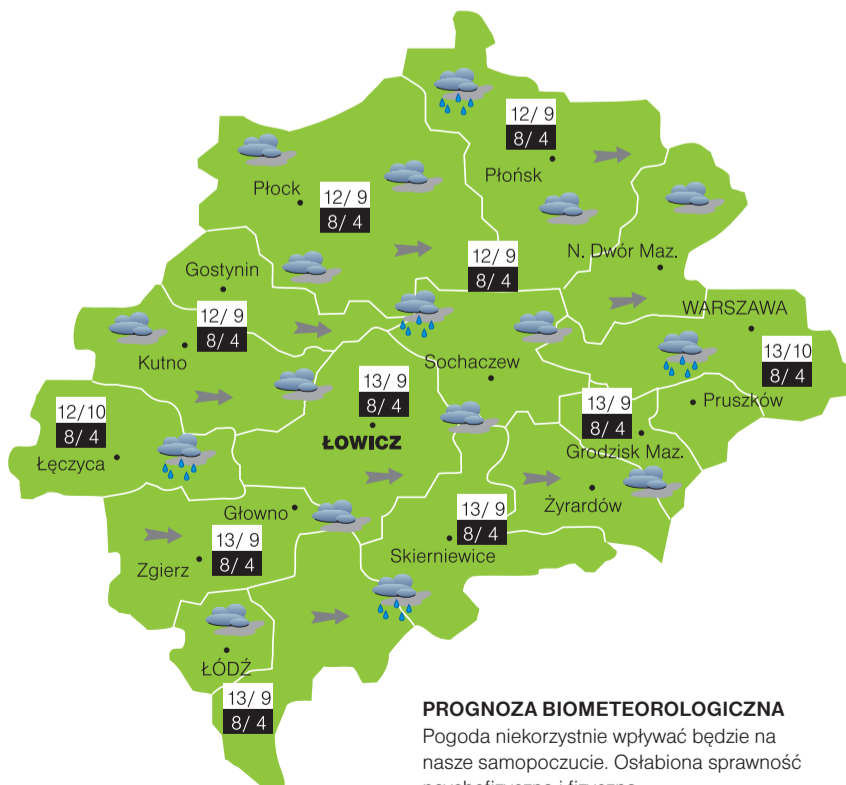 12/ 9
8/ 4
Płońsk
Płock
12/ 9
8/ 4
12/ 9
8/ 4
N. Dwór Maz.
Gostynin
12/ 9
8/ 4
Kutno
WARSZAWA
13/10
8/ 4
Sochaczew
13/ 9
8/ 4
ŁOWICZ
Pruszków
13/ 9
8/ 4
Grodzisk Maz.
12/10
8/ 4
Łęczyca
Głowno
Żyrardów
13/ 9
8/ 4
Skierniewice
13/ 9
8/ 4
Zgierz
ŁÓDŹ
13/ 9
8/ 4
PROGNOZA BIOMETEOROLOGICZNA
Pogoda niekorzystnie wpływać będzie na
nasze samopoczucie. Osłabiona sprawność